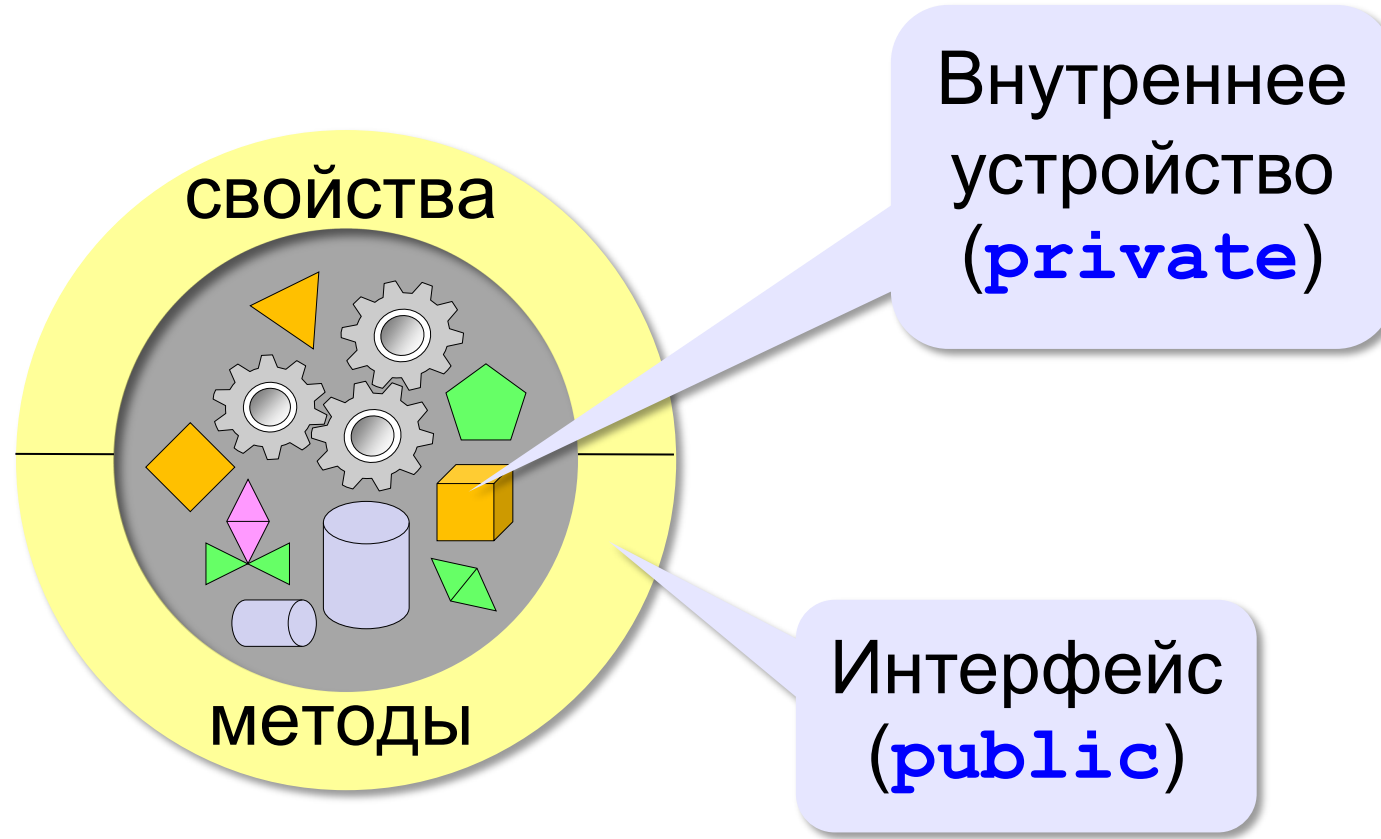 свойства
методы
Внутреннее
устройство
(private)
Интерфейс
(public)